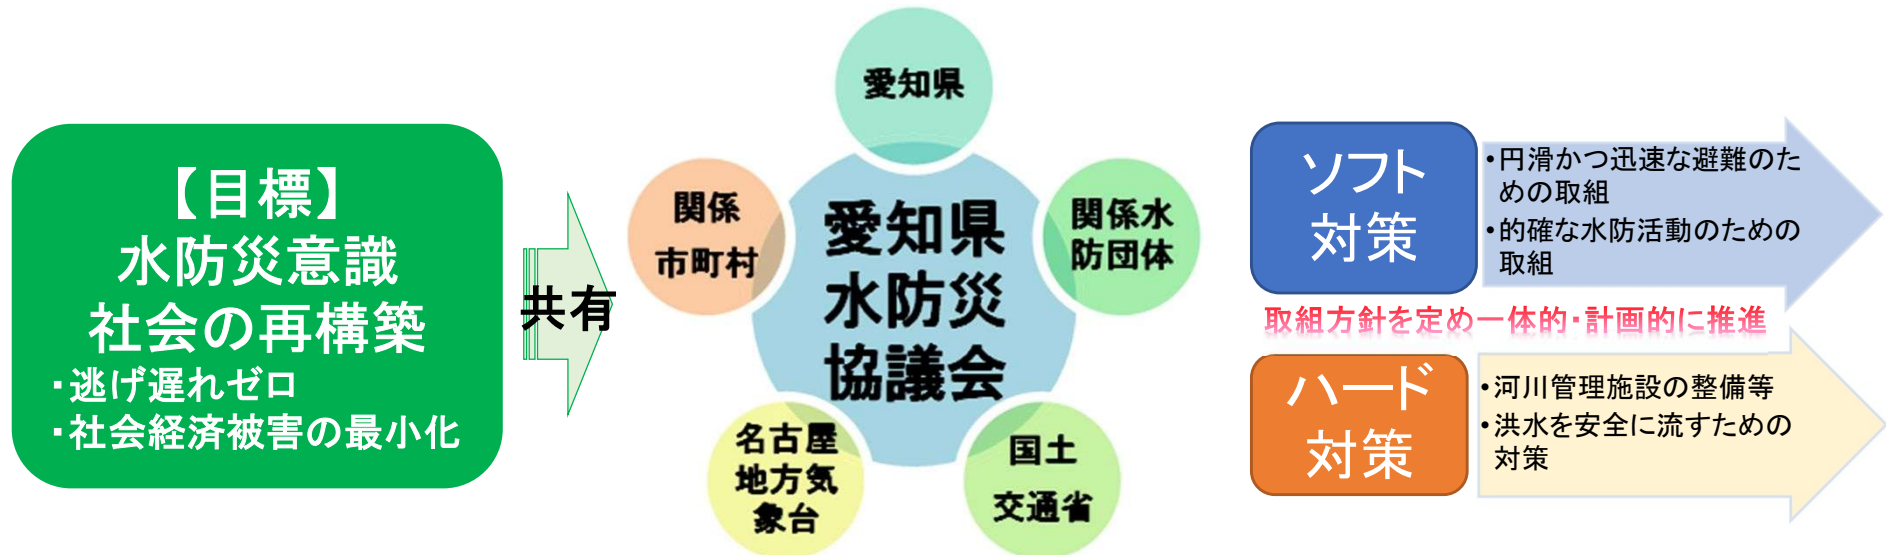 【目標】
水防災意識
社会の再構築
・逃げ遅れゼロ
・社会経済被害の最小化
共有
愛知県
関係
市町村
関係水
防団体
愛知県
水防災
協議会
名古屋
地方気
象台
国土
交通省
ソフト
対策
・円滑かつ迅速な避難のた
めの取組
・的確な水防活動のための
取組
取組方針を定め一体的・計画的に推進
ハード
対策
・河川管理施設の整備等
・洪水を安全に流すための
対策